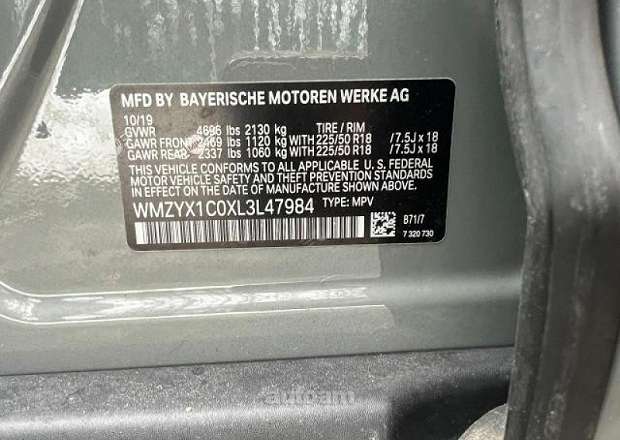 MFD BY BAYERISCHE MOTOREN WERKE AG
10/19
GVWR 4696 lbs 2130 kg TIRE / RIM
GAWR FRONT 2469 lbs 1120 kg WITH 225/50 R18 /7.5J x 18
GAWR REAR 2337 lbs 1060 kg WITH 225/50 R18 /7.5J x 18
THIS VEHICLE CONFORMS TO ALL APPLICABLE U. S. FEDERAL
MOTOR VEHICLE SAFETY AND THEFT PREVENTION STANDARDS IN
EFFECT ON THE DATE OF MANUFACTURE SHOWN ABOVE.
WMZYX1C0XL3L47984 TYPE: MPV
B71/7
7 320 730
autoam